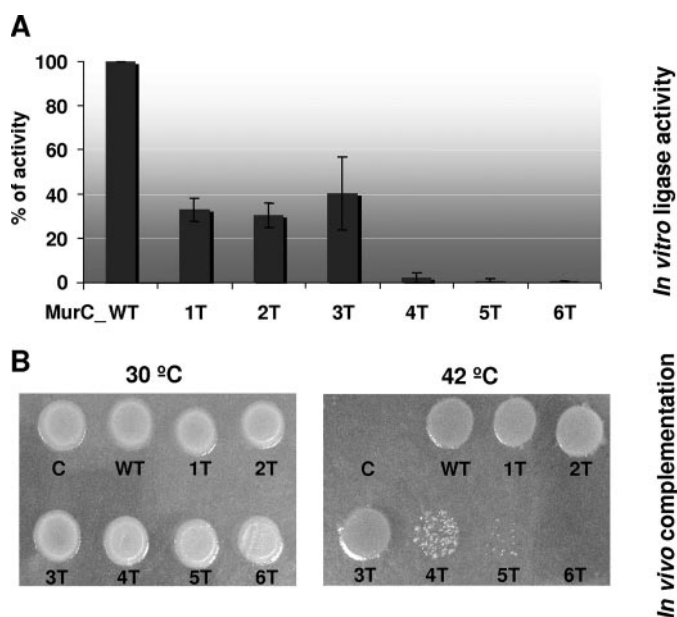 A
% of activity
100
80
60
40
20
0
MurC_WT 1T 2T 3T 4T 5T 6T
In vitro ligase activity
B
30 ºC
42 ºC
C WT 1T 2T
3T 4T 5T 6T
C WT 1T 2T
3T 4T 5T 6T
In vivo complementation